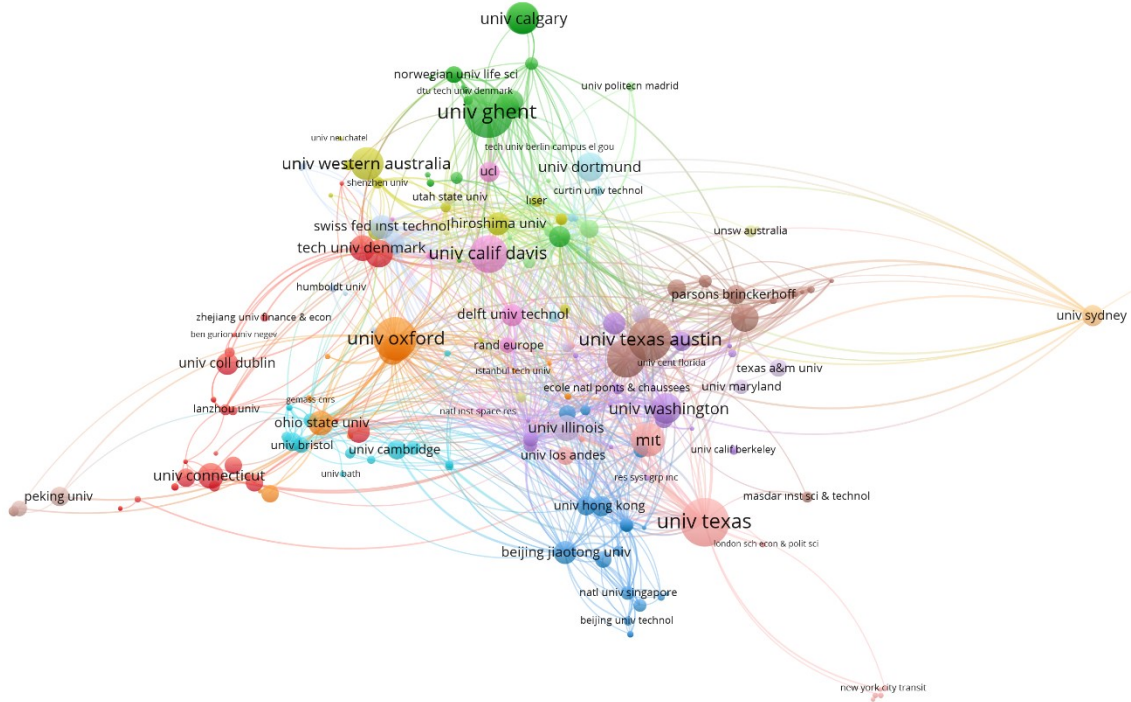 univ calgary
norwegian univ life sci
dtu tech univ denmark
univ politecn madrid
univ ghent
univ neuchatel
tech univ berlin campus el gou
univ western australia
ucl
univ dortmund
shenzhen univ
utah state univ
curtin univ technol
liser
swiss fed inst technol
hiroshima univ
unsw australia
tech univ denmark
univ calif davis
humboldt univ
parsons brinckerhoff
zhejiang univ finance & econ
delft univ technol
univ sydney
ben gurion univ negev
univ oxford
rand europe
univ texas austin
univ coll dublin
istanbul tech univ
univ cent florida
texas a&m univ
ecole natl ponts & chaussees
univ maryland
gemass cnrs
lanzhou univ
natl inst space res
univ washington
ohio state univ
univ illinois
univ bristol
univ cambridge
mit
univ los andes
univ calif berkeley
univ connecticut
univ bath
res syst grp inc
peking univ
univ hong kong
masdar inst sci & technol
univ texas
london sch econ & polit sci
beijing jiaotong univ
natl univ singapore
beijing univ technol
new york city transit